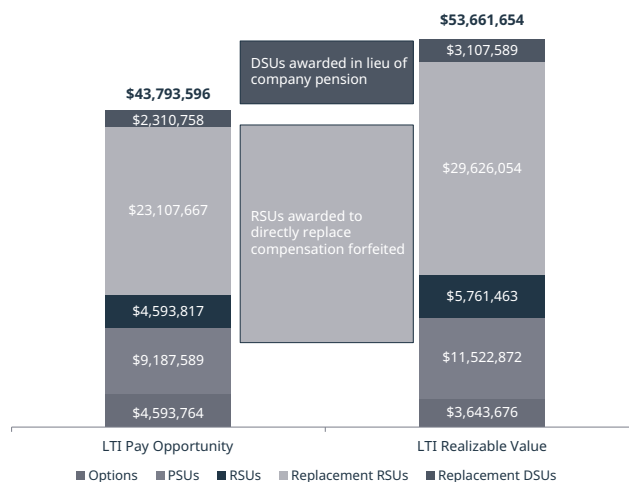 $53,661,654
$3,107,589
DSUs awarded in lieu of
company pension
$43,793,596
$2,310,758
$29,626,054
$23,107,667
RSUs awarded to
directly replace
compensation forfeited
$5,761,463
$4,593,817
$11,522,872
$9,187,589
$3,643,676
$4,593,764
LTI Pay Opportunity
LTI Realizable Value
Options PSUs RSUs Replacement RSUs Replacement DSUs